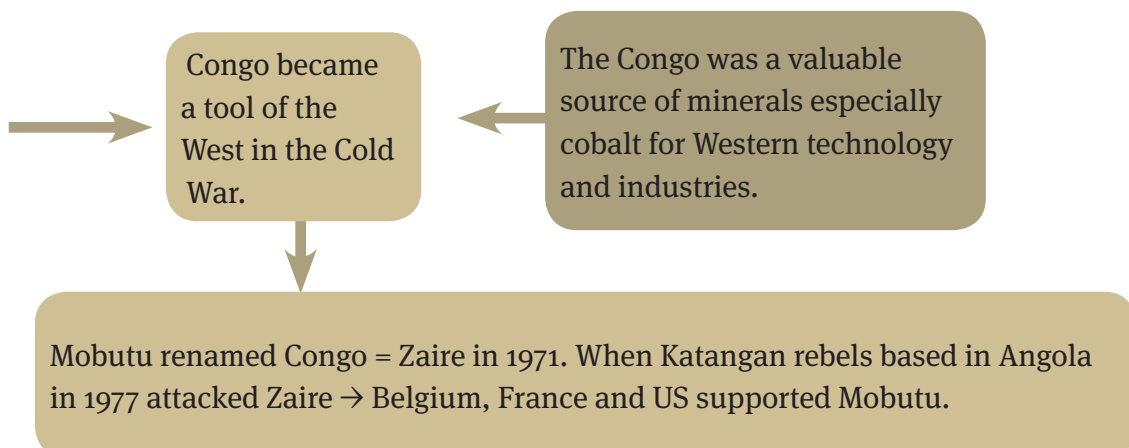 Congo became
a tool of the
West in the Cold
War.
The Congo was a valuable
source of minerals especially
cobalt for Western technology
and industries.
Mobutu renamed Congo = Zaire in 1971. When Katangan rebels based in Angola
in 1977 attacked Zaire → Belgium, France and US supported Mobutu.